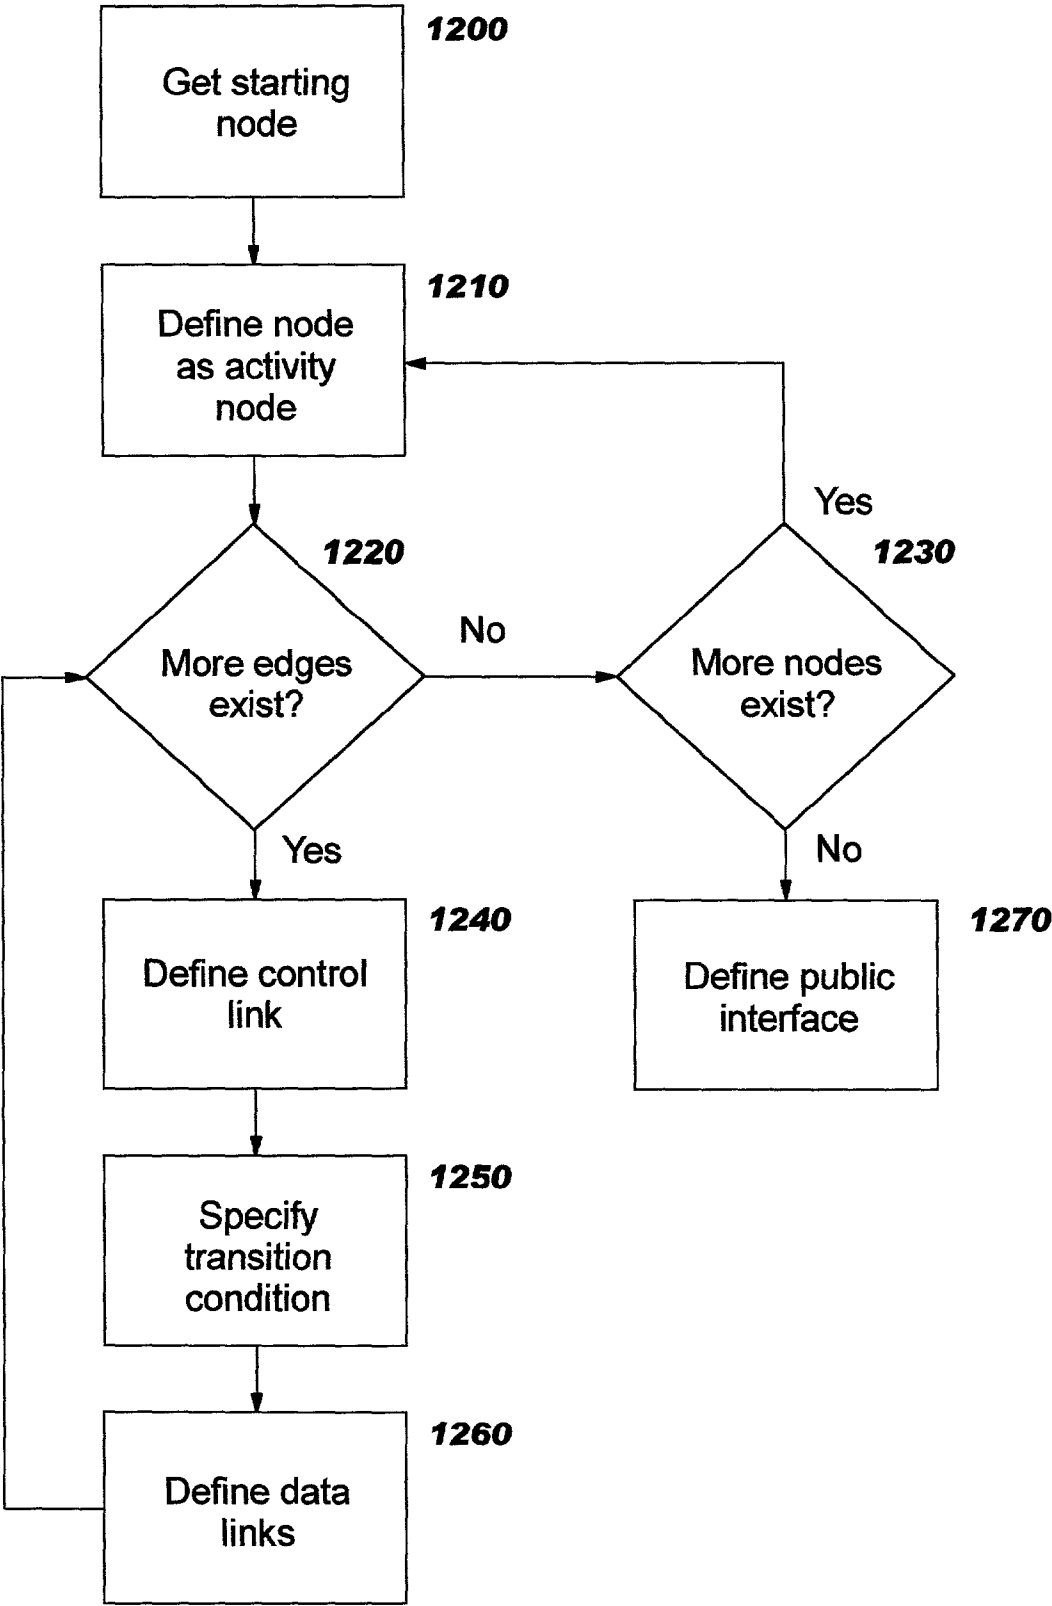 1200
Get starting
node
1210
Define node
as activity
node
Yes
1220
1230
No
More edges
exist?
More nodes
exist?
Yes
No
1240
1270
Define control
link
Define public
interface
1250
Specify
transition
condition
1260
Define data
links